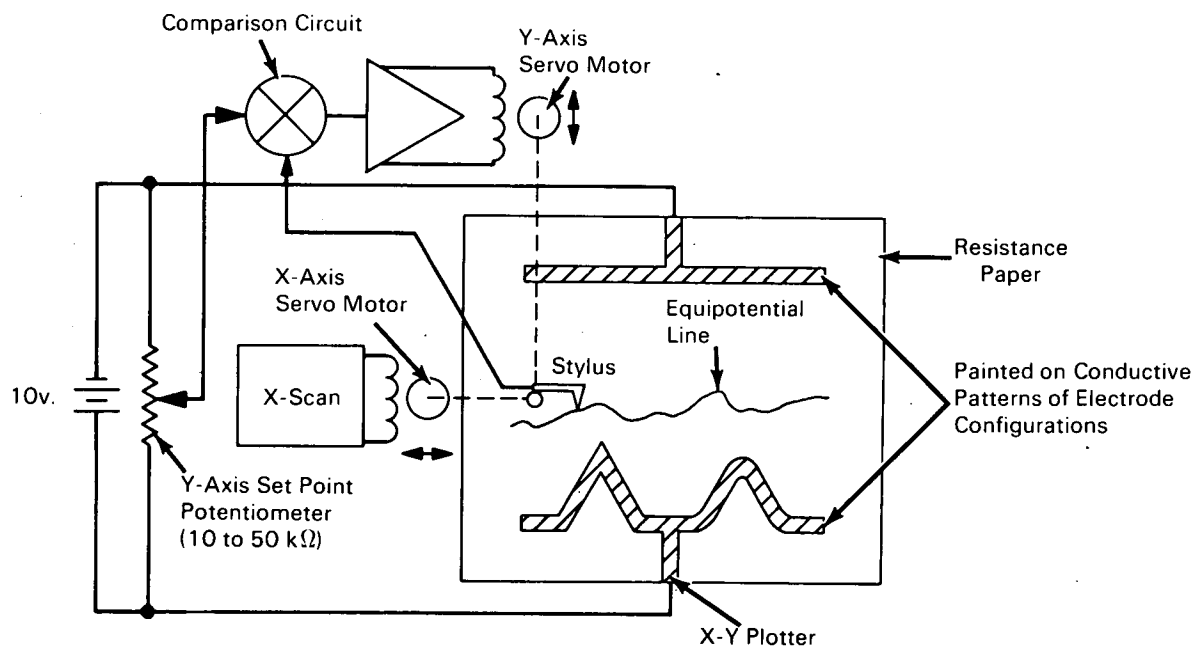 Comparison Circuit
Y-Axis
Servo Motor
X-Axis
Servo Motor
Resistance
Paper
Equipotential
Line
Stylus
X-Scan
10v.
Painted on Conductive
Patterns of Electrode
Configurations
Y-Axis Set Point
Potentiometer
(10 to 50 kΩ)
X-Y Plotter